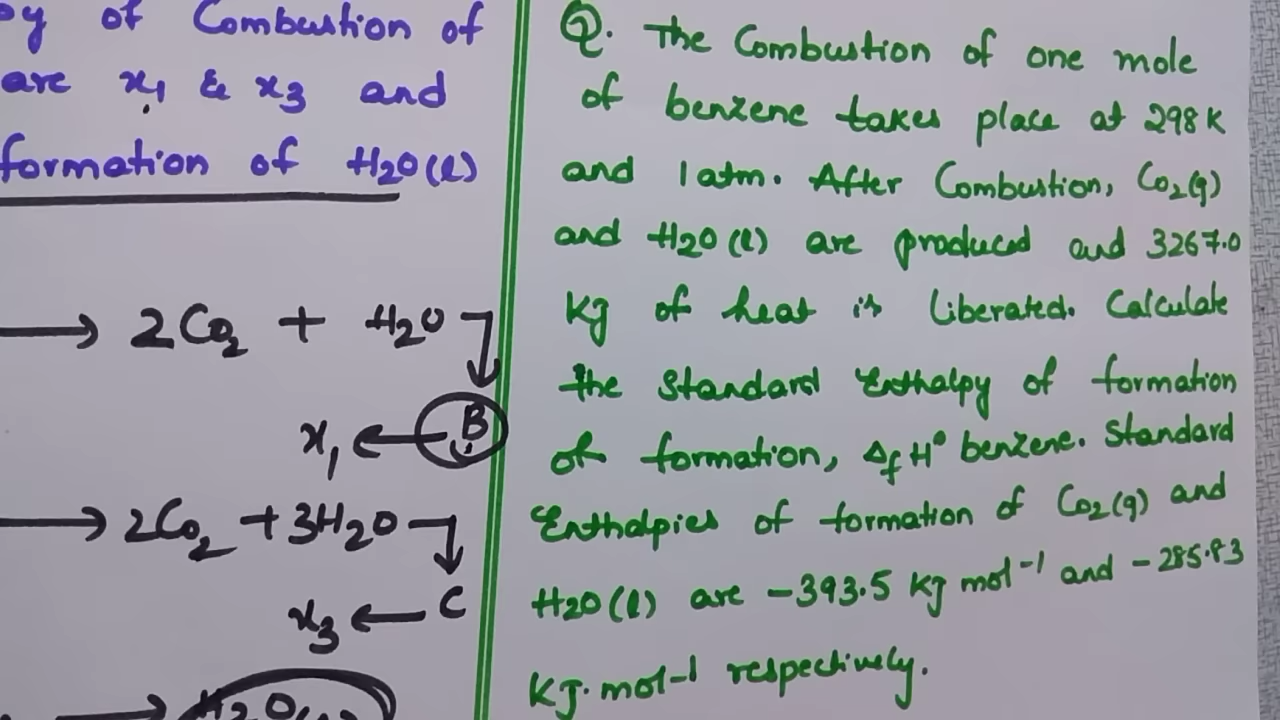 of Combustion of
are x1 & x3 and
formation of H2O(l)
→ 2CO2 + H2O
x1 ← B
→ 2CO2 + 3H2O
x3 ← C
→ H2O
Q. The Combustion of one mole
of benzene takes place at 298K
and 1atm. After Combustion, CO2(g)
and H2O(l) are produced and 3267.0
KJ of heat is liberated. Calculate
the Standard Enthalpy of formation
of formation, ΔfH° benzene. Standard
Enthalpies of formation of CO2(g) and
H2O(l) are -393.5 KJ mol-1 and -285.83
KJ. mol-1 respectively.